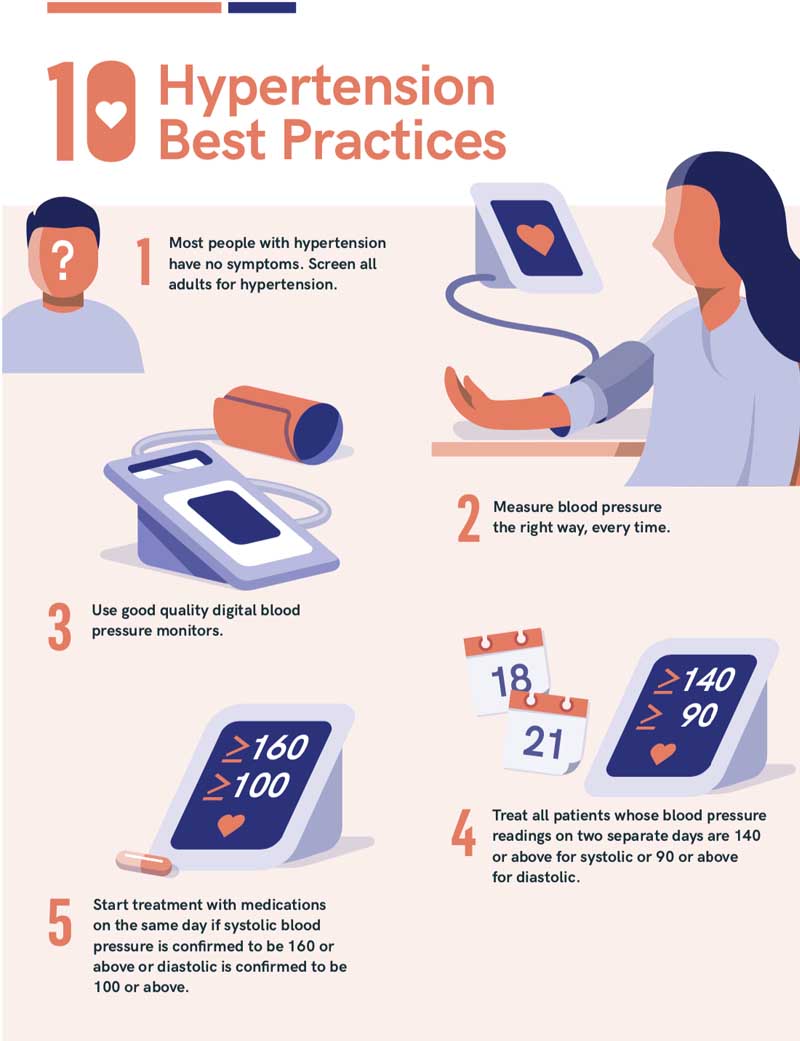 10 Hypertension
Best Practices
?
1 Most people with hypertension
have no symptoms. Screen all
adults for hypertension.
2 Measure blood pressure
the right way, every time.
3 Use good quality digital blood
pressure monitors.
18
21
≥140
≥ 90
4 Treat all patients whose blood pressure
readings on two separate days are 140
or above for systolic or 90 or above
for diastolic.
≥160
≥100
5 Start treatment with medications
on the same day if systolic blood
pressure is confirmed to be 160 or
above or diastolic is confirmed to be
100 or above.